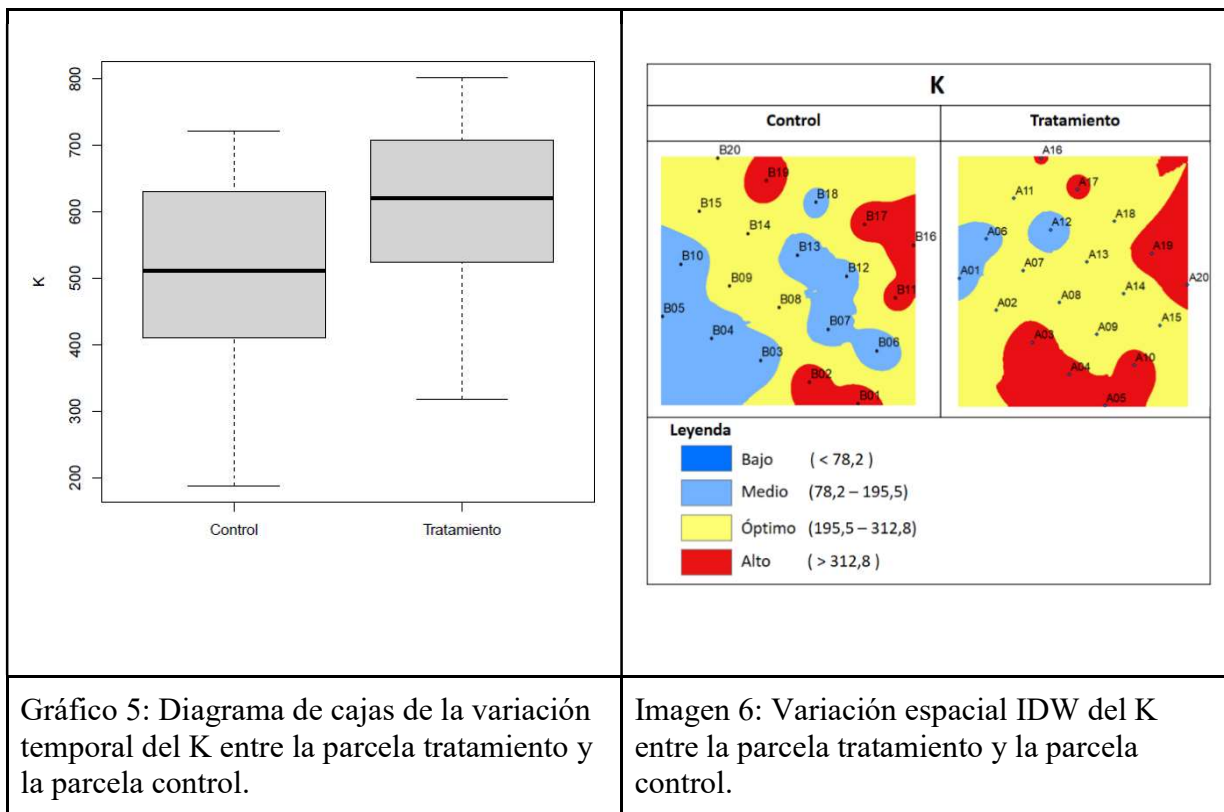 800
700
600
500
400
300
200
K
Control
Tratamiento
K
Control
Tratamiento
B20
B19
B18
B15
B17
B14
B16
B13
B10
B12
B09
B11
B08
B05
B07
B04
B06
B03
B02
B01
A16
A17
A11
A18
A12
A06
A19
A13
A07
A01
A20
A14
A08
A02
A15
A09
A03
A10
A04
A05
Leyenda
Bajo ( < 78,2 )
Medio (78,2 – 195,5)
Óptimo (195,5 – 312,8)
Alto ( > 312,8 )
Gráfico 5: Diagrama de cajas de la variación
temporal del K entre la parcela tratamiento y
la parcela control.
Imagen 6: Variación espacial IDW del K
entre la parcela tratamiento y la parcela
control.